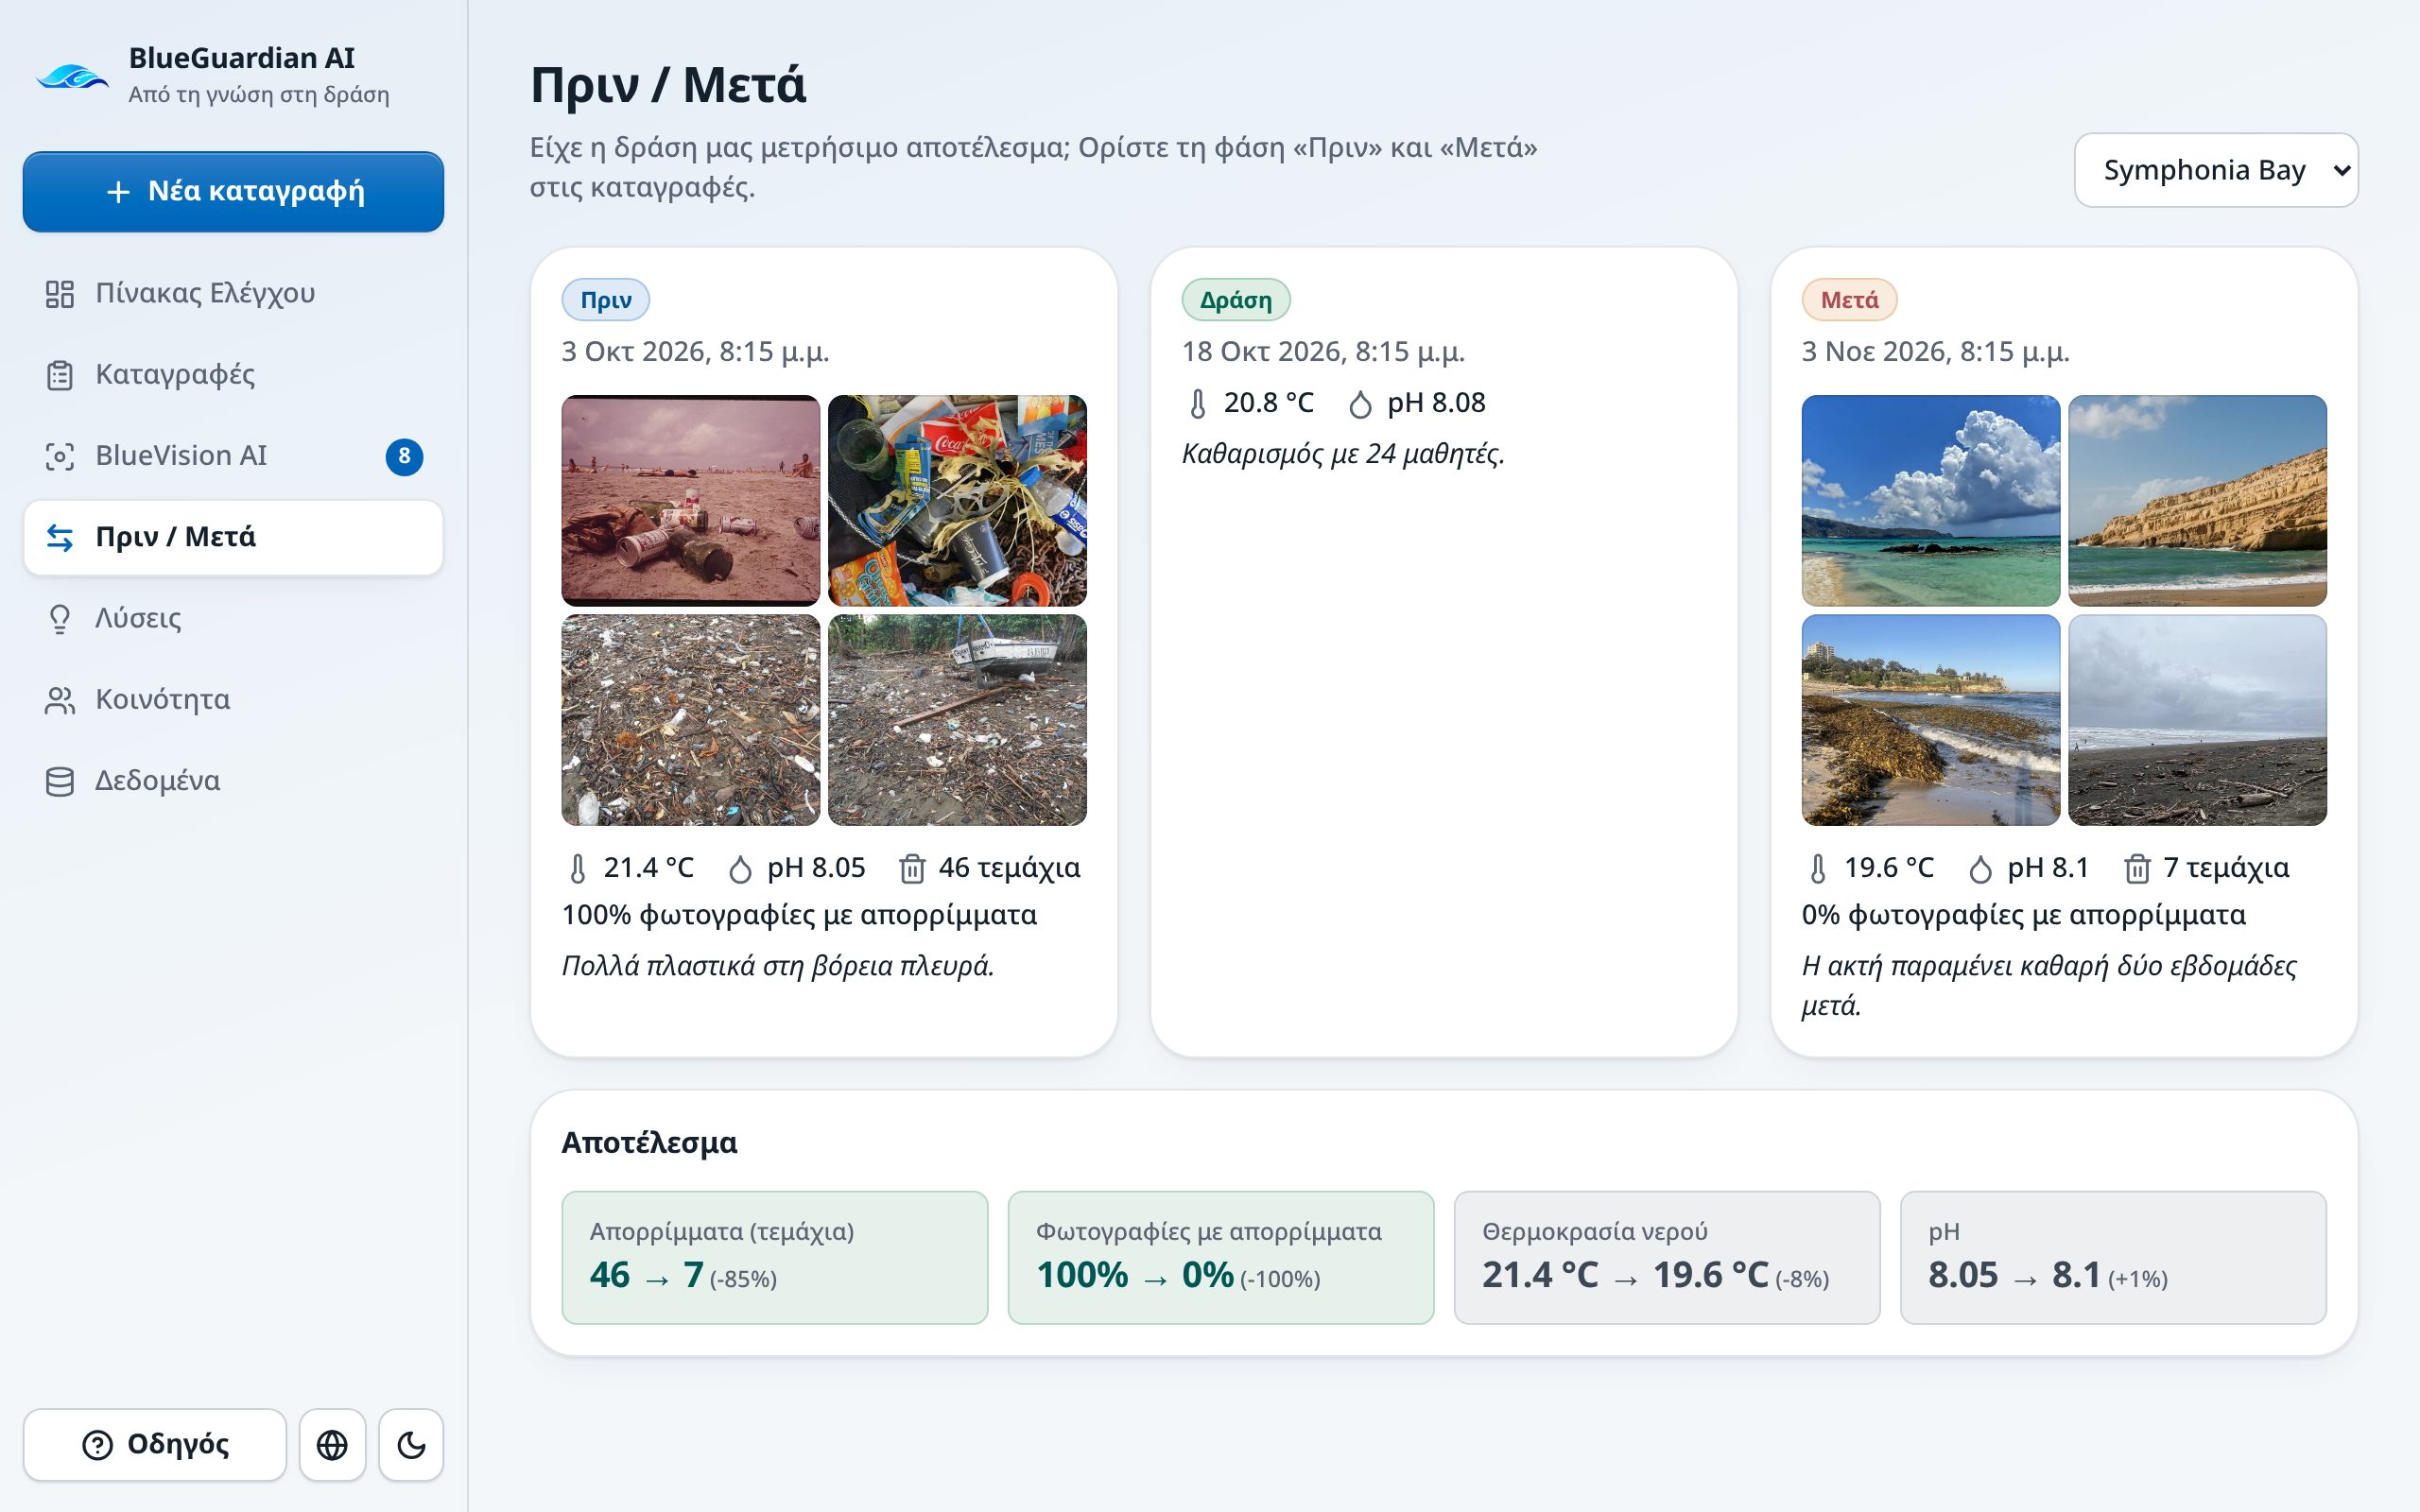 BlueGuardian AI
Από τη γνώση στη δράση
Νέα καταγραφή
Πίνακας Ελέγχου
Καταγραφές
BlueVision AI
8
Πριν / Μετά
Λύσεις
Κοινότητα
Δεδομένα
Οδηγός
Πριν / Μετά
Είχε η δράση μας μετρήσιμο αποτέλεσμα; Ορίστε τη φάση «Πριν» και «Μετά»
στις καταγραφές.
Symphonia Bay
Πριν
3 Οκτ 2026, 8:15 μ.μ.
Coca-Cola
21.4 °C
pH 8.05
46 τεμάχια
100% φωτογραφίες με απορρίμματα
Πολλά πλαστικά στη βόρεια πλευρά.
Δράση
18 Οκτ 2026, 8:15 μ.μ.
20.8 °C
pH 8.08
Καθαρισμός με 24 μαθητές.
Μετά
3 Νοε 2026, 8:15 μ.μ.
19.6 °C
pH 8.1
7 τεμάχια
0% φωτογραφίες με απορρίμματα
Η ακτή παραμένει καθαρή δύο εβδομάδες
μετά.
Αποτέλεσμα
Απορρίμματα (τεμάχια)
46 → 7 (-85%)
Φωτογραφίες με απορρίμματα
100% → 0% (-100%)
Θερμοκρασία νερού
21.4 °C → 19.6 °C (-8%)
pH
8.05 → 8.1 (+1%)